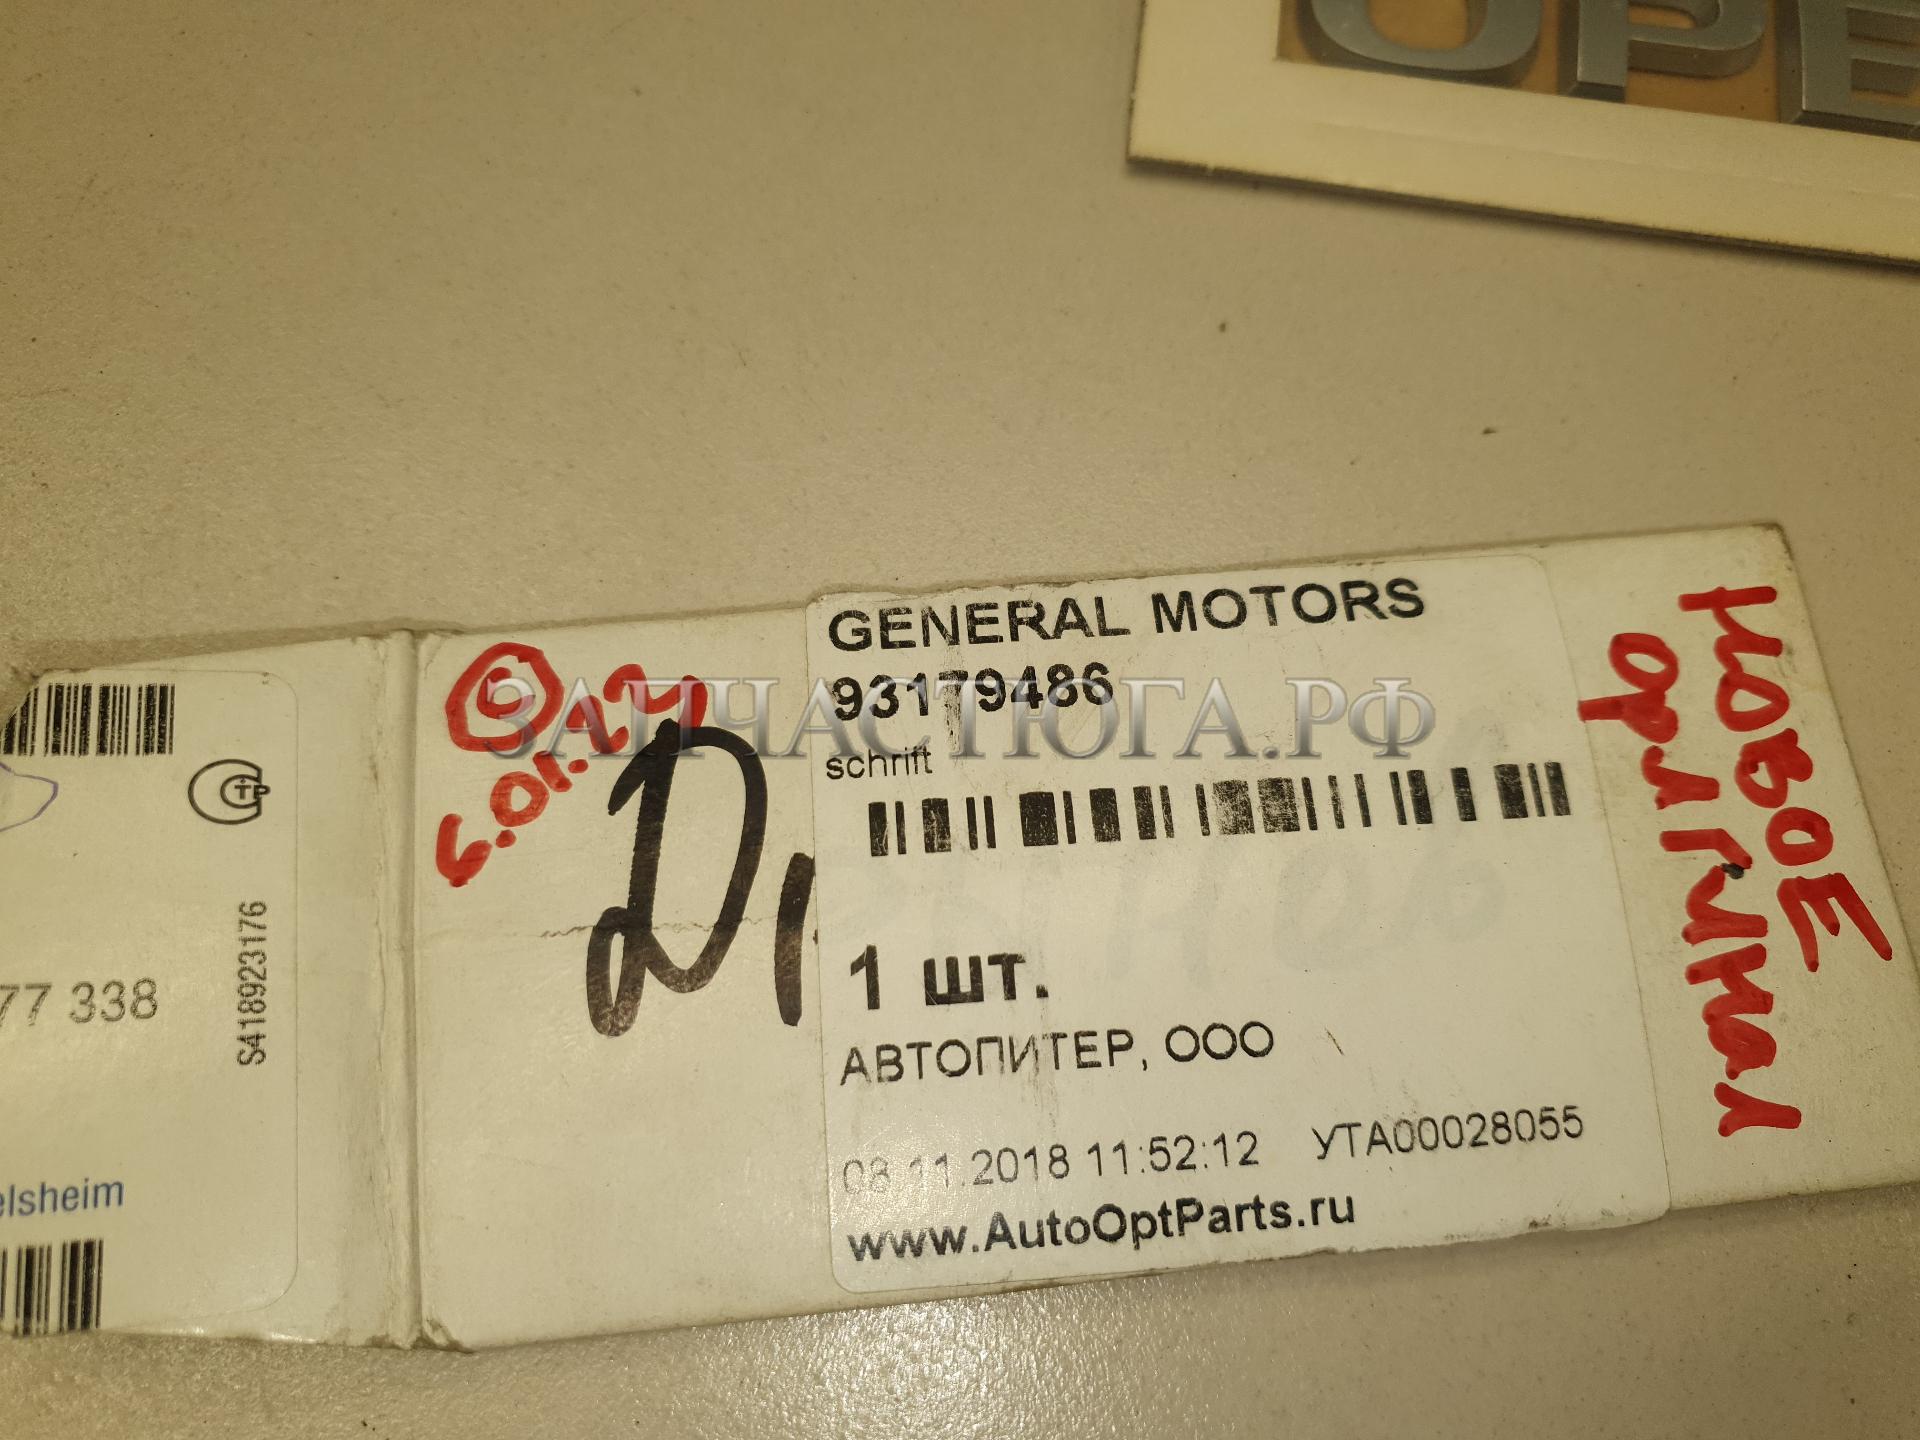 OPE
GENERAL MOTORS
93179486
schrift
1 шт.
АВТОПИТЕР, ООО
08.11.2018 11:52:12 УТА00028055
www.AutoOptParts.ru
НОВОЕ
оригинал
ЗАПЧАСТЮГА.РФ
S418923176
77 338
elsheim